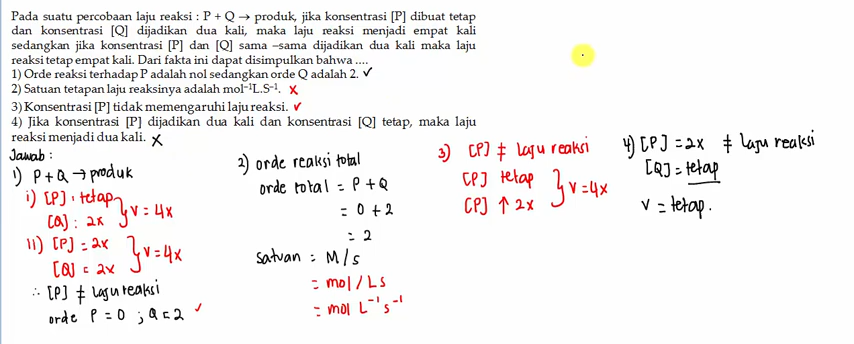 Pada suatu percobaan laju reaksi : P + Q → produk, jika konsentrasi [P] dibuat tetap
dan konsentrasi [Q] dijadikan dua kali, maka laju reaksi menjadi empat kali
sedangkan jika konsentrasi [P] dan [Q] sama –sama dijadikan dua kali maka laju
reaksi tetap empat kali. Dari fakta ini dapat disimpulkan bahwa ....
1) Orde reaksi terhadap P adalah nol sedangkan orde Q adalah 2. ✓
2) Satuan tetapan laju reaksinya adalah mol⁻¹L.S⁻¹. ✗
3) Konsentrasi [P] tidak memengaruhi laju reaksi. ✓
4) Jika konsentrasi [P] dijadikan dua kali dan konsentrasi [Q] tetap, maka laju
reaksi menjadi dua kali. ✗
Jawab :
1) P + Q → produk
i) [P] : tetap
[Q] : 2x } v = 4x
ii) [P] = 2x
[Q] = 2x } v = 4x
∴ [P] ≠ laju reaksi
orde P = 0 ; Q = 2 ✓
2) orde reaksi total
orde total = P + Q
= 0 + 2
= 2
satuan = M/s
= mol/Ls
= mol L⁻¹ s⁻¹
3) [P] ≠ laju reaksi
[P] tetap
[P] ↑ 2x } v = 4x
4) [P] = 2x ≠ laju reaksi
[Q] = tetap
v = tetap.